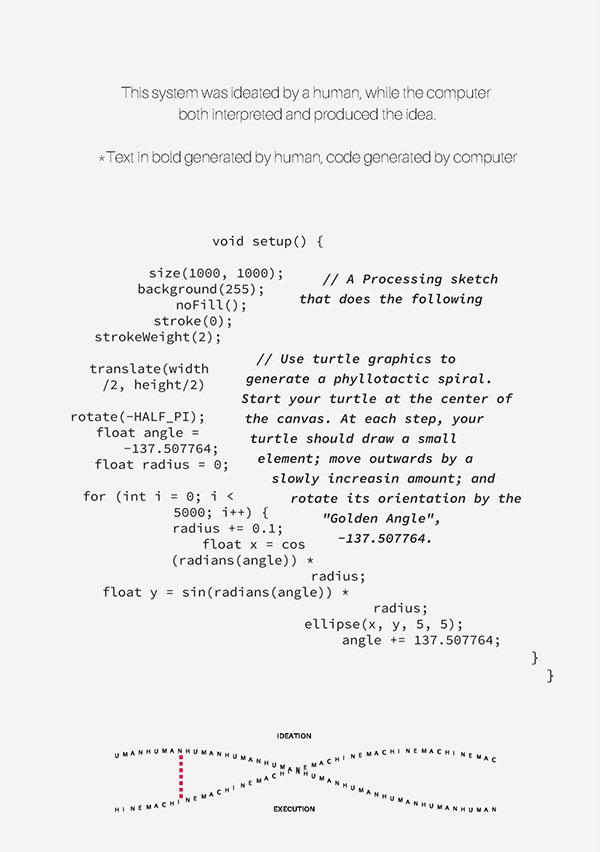 This system was ideated by a human, while the computer
both interpreted and produced the idea.
*Text in bold generated by human, code generated by computer
void setup() {
size(1000, 1000);
background(255);
noFill();
stroke(0);
strokeWeight(2);
translate(width
/2, height/2)
rotate(-HALF_PI);
float angle =
-137.507764;
float radius = 0;
for (int i = 0; i <
5000; i++) {
radius += 0.1;
float x = cos
(radians(angle)) *
radius;
float y = sin(radians(angle)) *
radius;
ellipse(x, y, 5, 5);
angle += 137.507764;
}
}
// A Processing sketch
that does the following
// Use turtle graphics to
generate a phyllotactic spiral.
Start your turtle at the center of
the canvas. At each step, your
turtle should draw a small
element; move outwards by a
slowly increasin amount; and
rotate its orientation by the
"Golden Angle",
-137.507764.
IDEATION
UMANHUMANHUMANHUMANHUMANHUMANHUMANHUMANHUMAN
HINEMACHINEMACHINEMACHINEMACHINEMACHINEMAC
EXECUTION